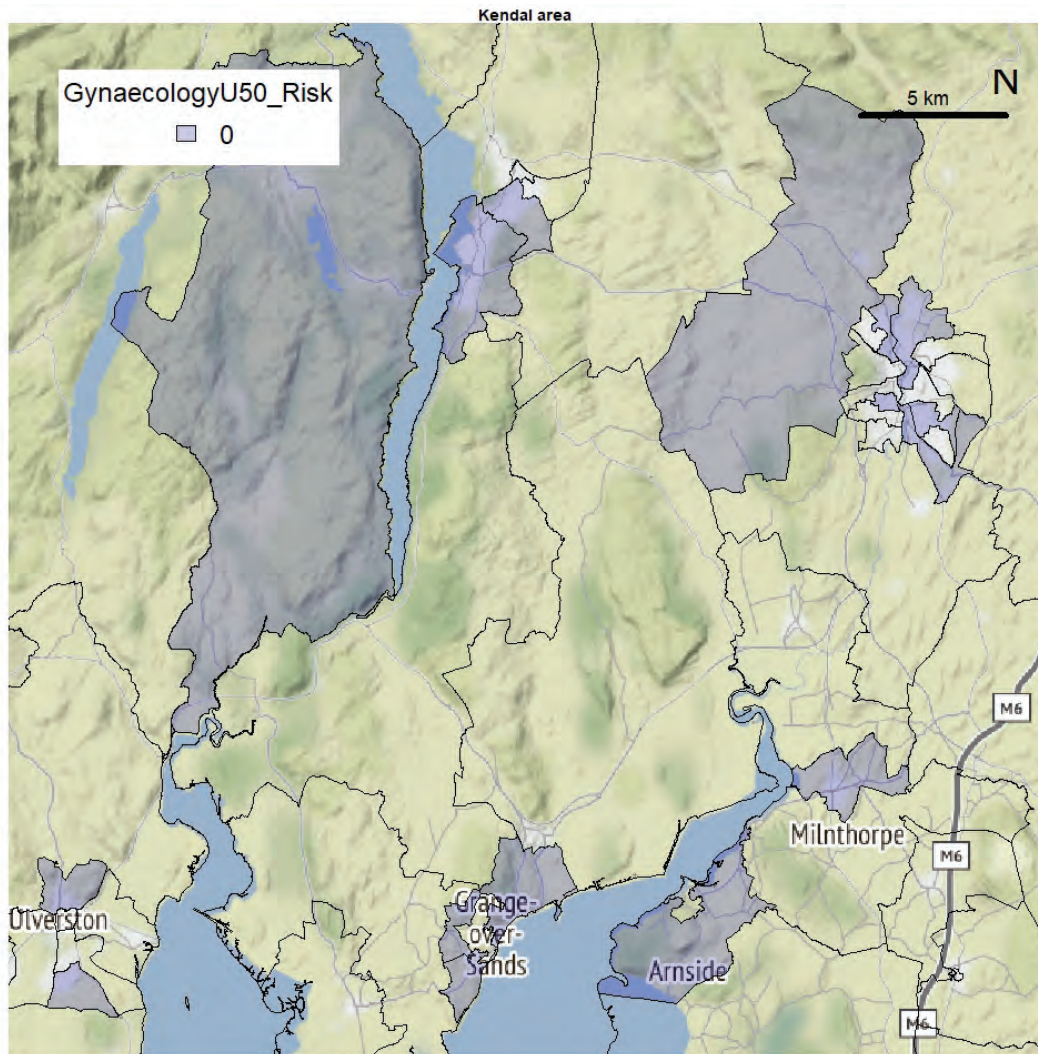 Kendal area
GynaecologyU50_Risk
0
N
5 km
M6
Milnthorpe
M6
Ulverston
Grange-
over-
Sands
Arnside
M6